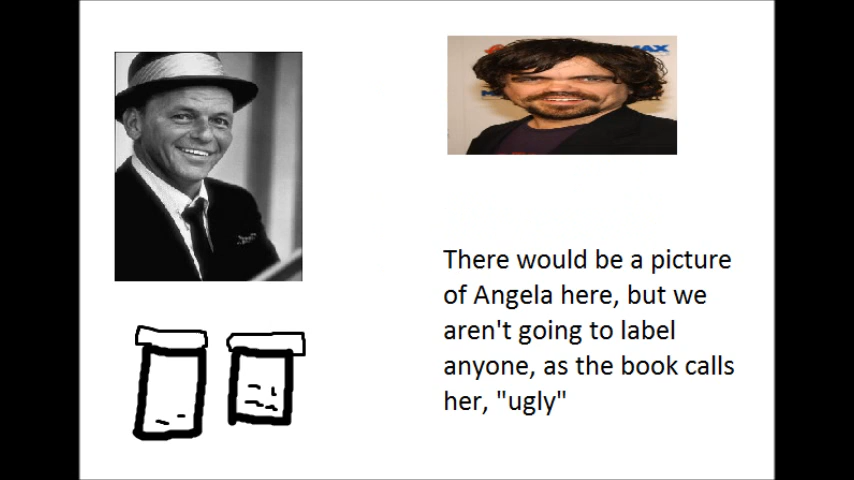 MAX
There would be a picture
of Angela here, but we
aren't going to label
anyone, as the book calls
her, "ugly"